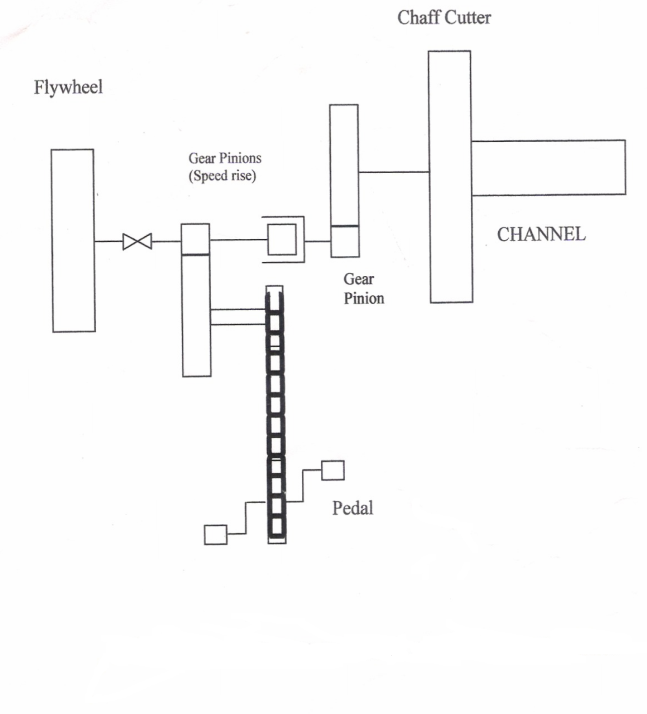 Chaff Cutter
Flywheel
Gear Pinions
(Speed rise)
CHANNEL
Gear
Pinion
Pedal